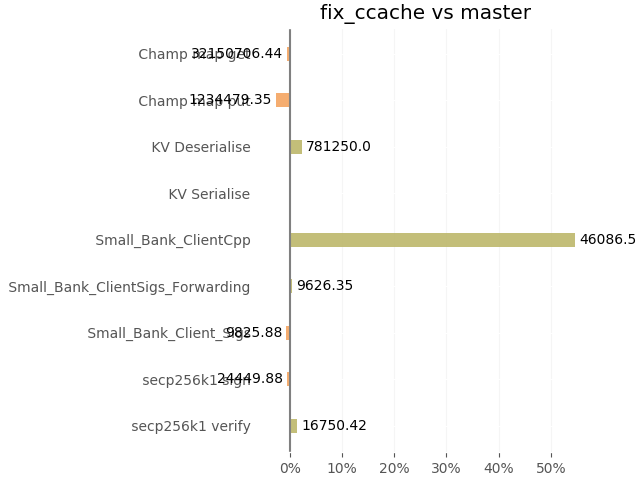 fix_ccache vs master
Champ map get 32150706.44
Champ map put 1234479.35
KV Deserialise 781250.0
KV Serialise
Small_Bank_ClientCpp 46086.5
Small_Bank_ClientSigs_Forwarding 9626.35
Small_Bank_Client_Sigs 9825.88
secp256k1 sign 24449.88
secp256k1 verify 16750.42
0% 10% 20% 30% 40% 50%